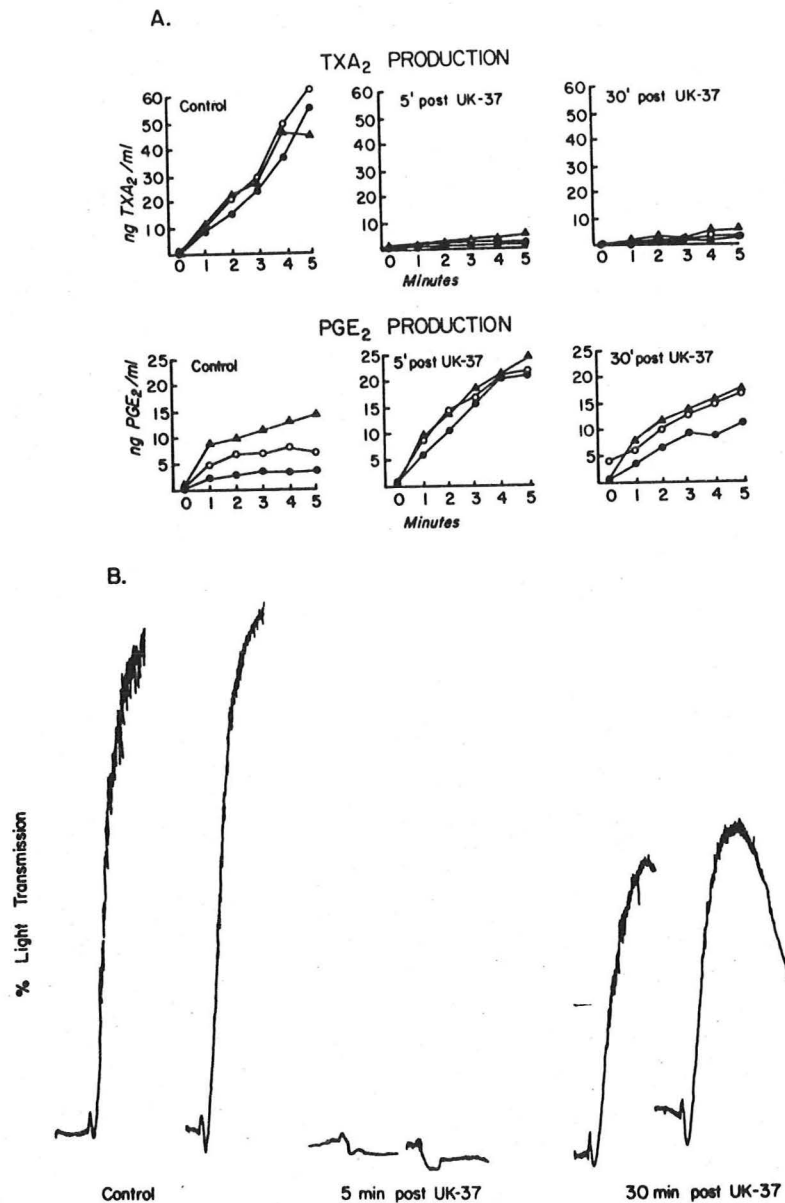 A.
TXA₂ PRODUCTION
ng TXA₂/ml
60
50
40
30
20
10
Control
0 1 2 3 4 5
60
50
40
30
20
10
5' post UK-37
0 1 2 3 4 5
Minutes
60
50
40
30
20
10
30' post UK-37
0 1 2 3 4 5
PGE₂ PRODUCTION
ng PGE₂/ml
25
20
15
10
5
Control
0 1 2 3 4 5
25
20
15
10
5
5' post UK-37
0 1 2 3 4 5
Minutes
25
20
15
10
5
30' post UK-37
0 1 2 3 4 5
B.
% Light Transmission
Control
5 min post UK-37
30 min post UK-37